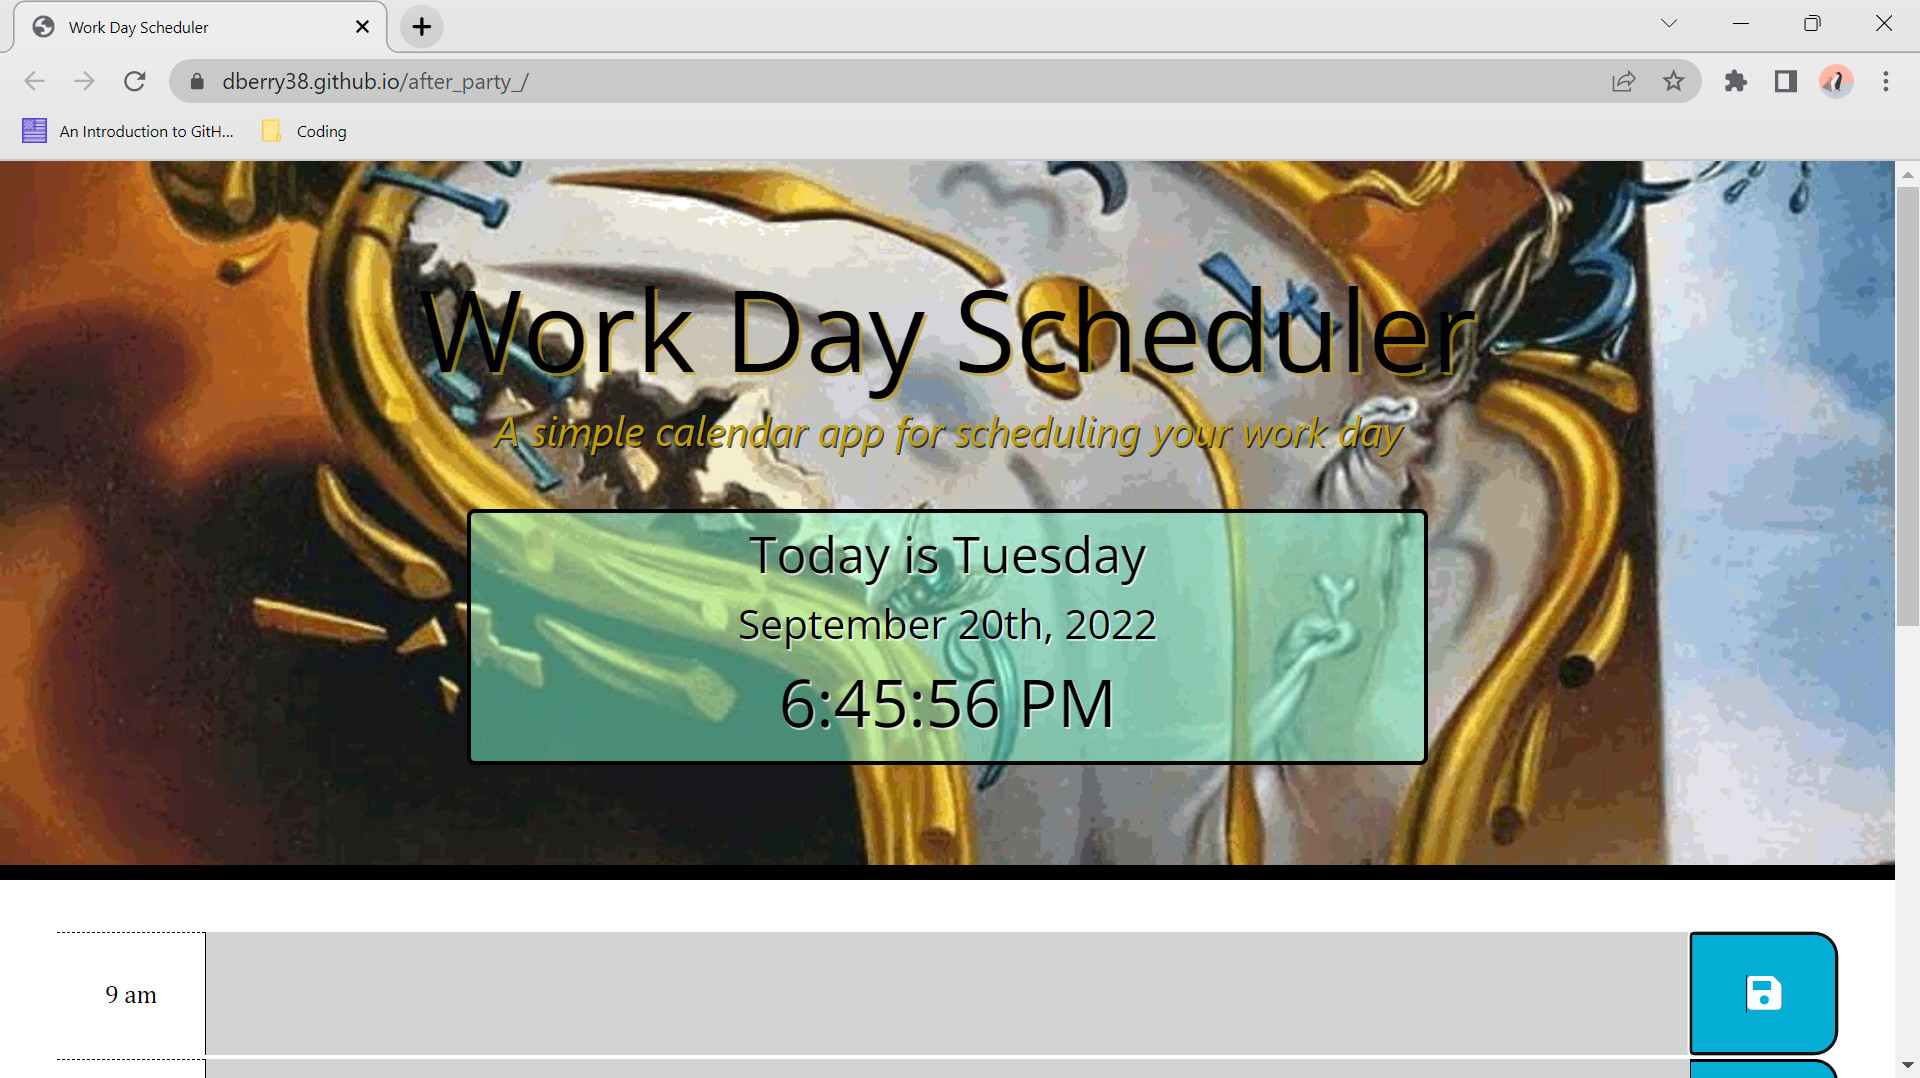 Work Day Scheduler
dberry38.github.io/after_party_/
An Introduction to GitH... Coding
Work Day Scheduler
A simple calendar app for scheduling your work day
Today is Tuesday
September 20th, 2022
6:45:56 PM
9 am